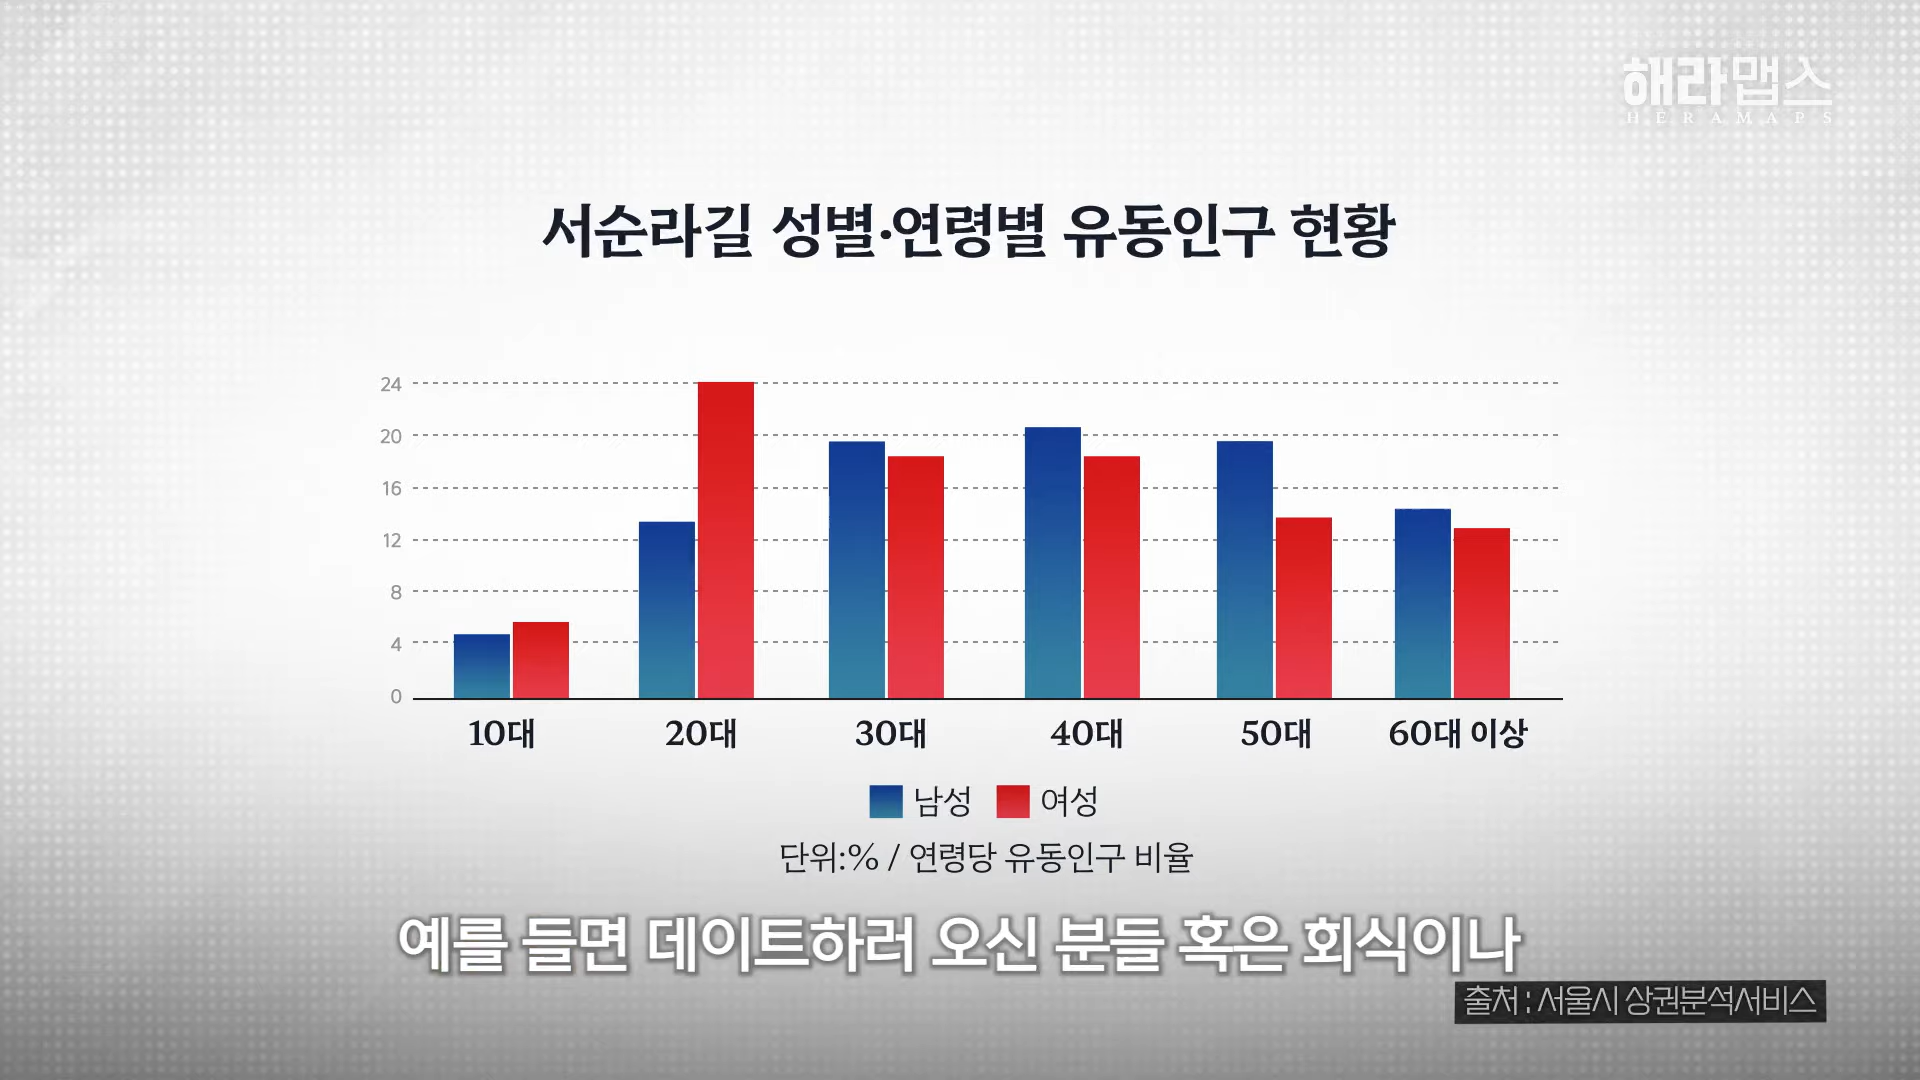 해라맵스
HERAMAPS
서순라길 성별·연령별 유동인구 현황
24
20
16
12
8
4
0
10대 20대 30대 40대 50대 60대 이상
남성 여성
단위:% / 연령당 유동인구 비율
예를 들면 데이트하러 오신 분들 혹은 회식이나
출처 : 서울시 상권분석서비스